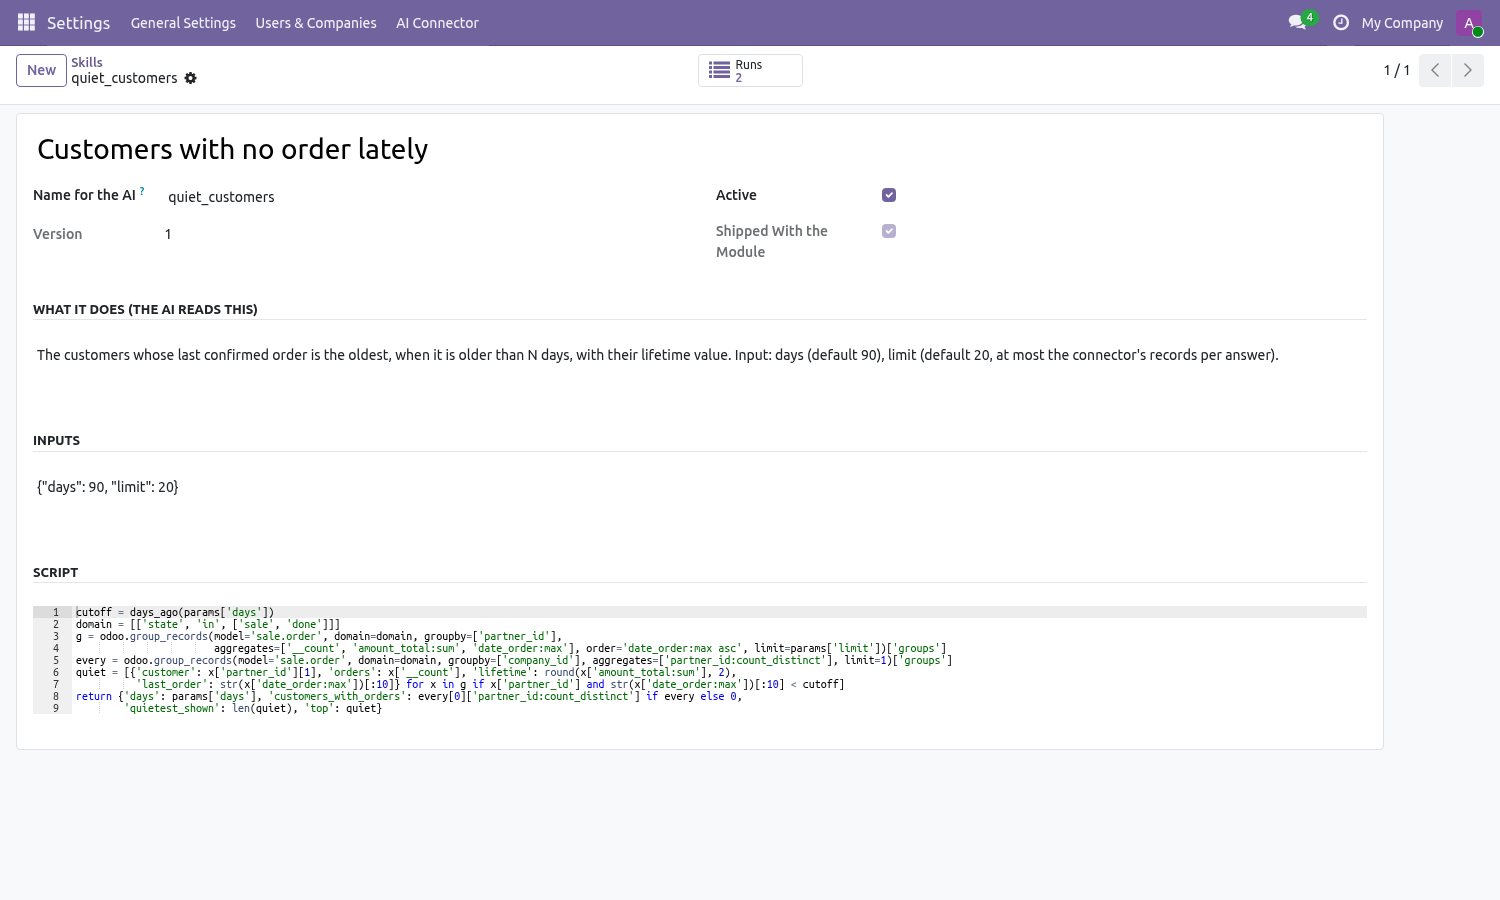 Settings General Settings Users & Companies AI Connector 4 My Company A
New Skills Runs 1 / 1
quiet_customers 2
Customers with no order lately
Name for the AI ? quiet_customers Active
Version 1 Shipped With the
Module
WHAT IT DOES (THE AI READS THIS)
The customers whose last confirmed order is the oldest, when it is older than N days, with their lifetime value. Input: days (default 90), limit (default 20, at most the connector's records per answer).
INPUTS
{"days": 90, "limit": 20}
SCRIPT
1 cutoff = days_ago(params['days'])
2 domain = [['state', 'in', ['sale', 'done']]]
3 g = odoo.group_records(model='sale.order', domain=domain, groupby=['partner_id'],
4 aggregates=['__count', 'amount_total:sum', 'date_order:max'], order='date_order:max asc', limit=params['limit'])['groups']
5 every = odoo.group_records(model='sale.order', domain=domain, groupby=['company_id'], aggregates=['partner_id:count_distinct'], limit=1)['groups']
6 quiet = [{'customer': x['partner_id'][1], 'orders': x['__count'], 'lifetime': round(x['amount_total:sum'], 2),
7 'last_order': str(x['date_order:max'])[:10]} for x in g if x['partner_id'] and str(x['date_order:max'])[:10] < cutoff]
8 return {'days': params['days'], 'customers_with_orders': every[0]['partner_id:count_distinct'] if every else 0,
9 'quietest_shown': len(quiet), 'top': quiet}